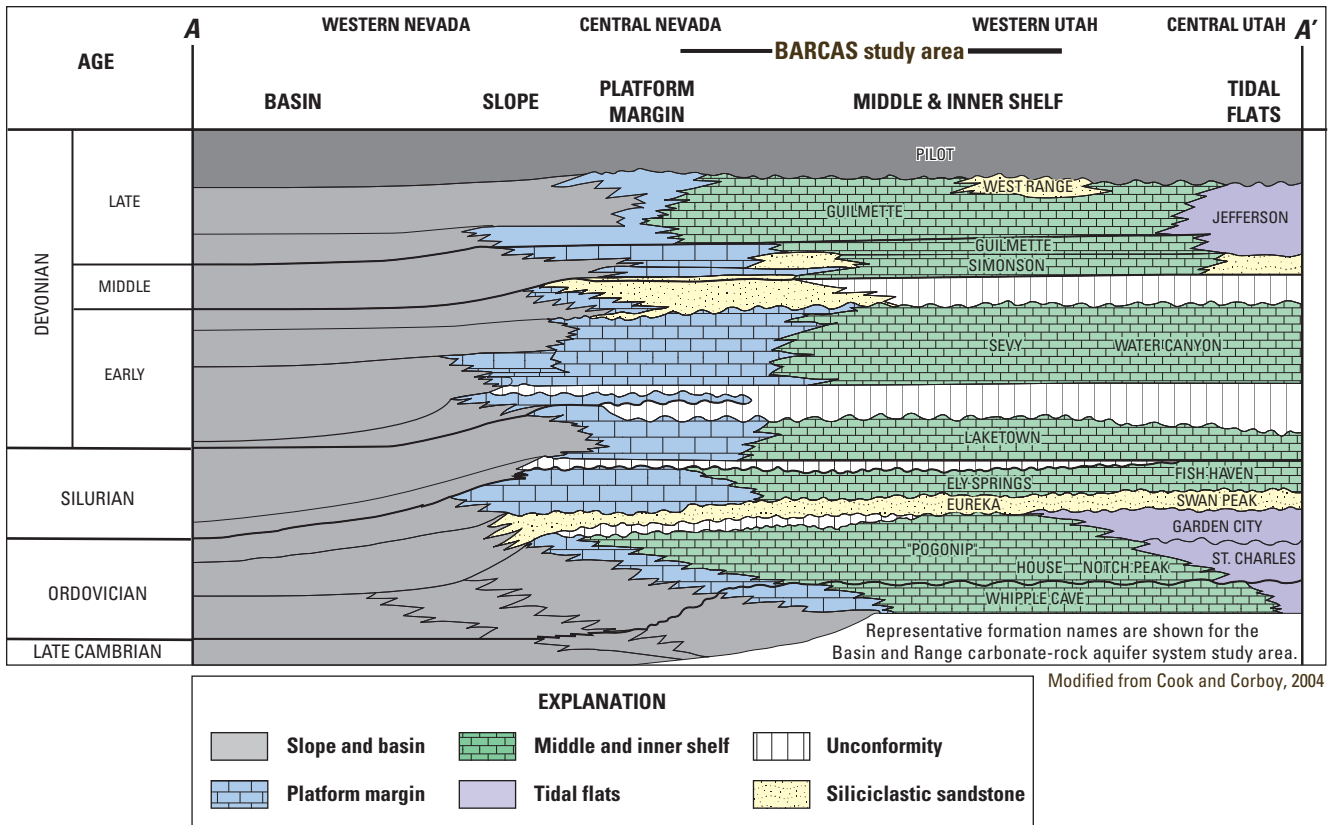 A
WESTERN NEVADA
CENTRAL NEVADA
WESTERN UTAH
CENTRAL UTAH
A′
BARCAS study area
AGE
BASIN
SLOPE
PLATFORM
MARGIN
MIDDLE & INNER SHELF
TIDAL
FLATS
DEVONIAN
LATE
MIDDLE
EARLY
SILURIAN
ORDOVICIAN
LATE CAMBRIAN
PILOT
WEST RANGE
GUILMETTE
JEFFERSON
GUILMETTE
SIMONSON
SEVY
WATER CANYON
LAKETOWN
FISH HAVEN
ELY SPRINGS
SWAN PEAK
EUREKA
GARDEN CITY
"POGONIP"
ST. CHARLES
HOUSE
NOTCH PEAK
WHIPPLE CAVE
Representative formation names are shown for the
Basin and Range carbonate-rock aquifer system study area.
Modified from Cook and Corboy, 2004
EXPLANATION
Slope and basin
Middle and inner shelf
Unconformity
Platform margin
Tidal flats
Siliciclastic sandstone